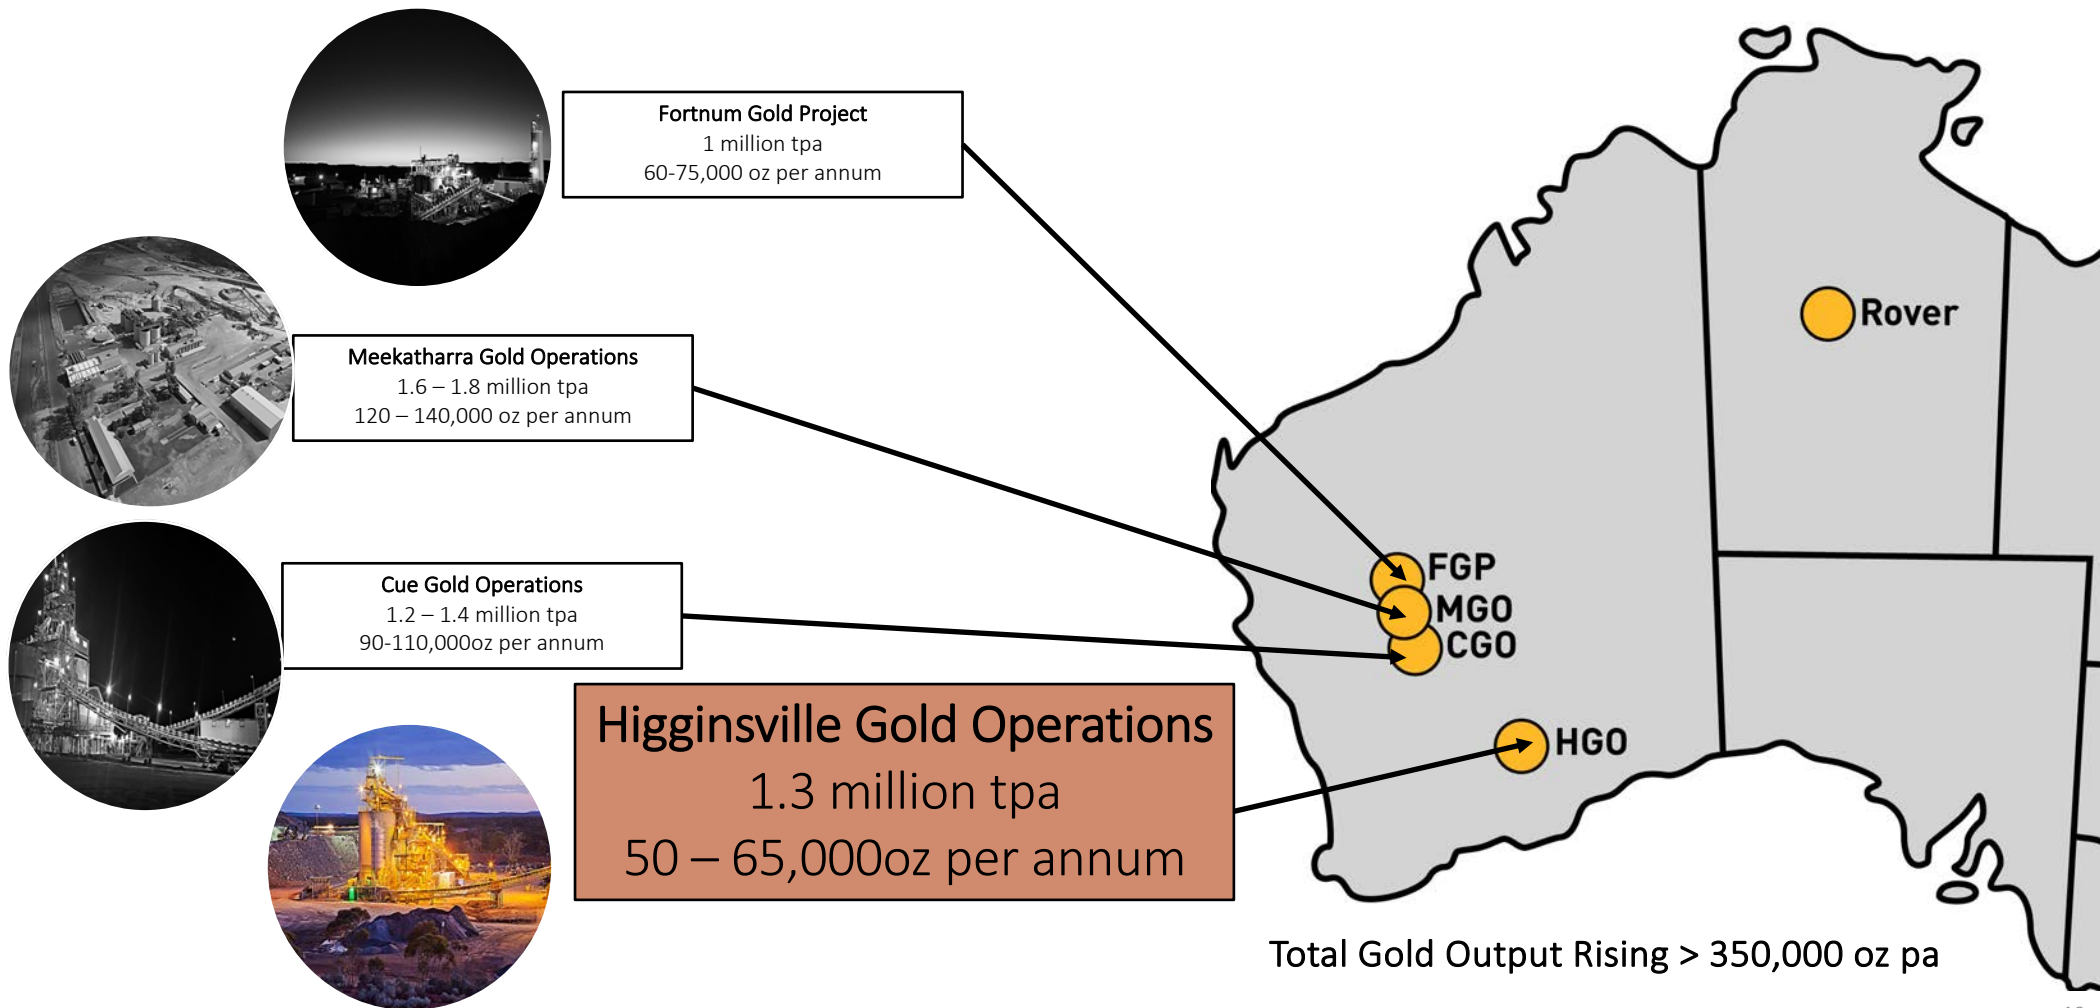 Fortnum Gold Project
1 million tpa
60-75,000 oz per annum
Meekatharra Gold Operations
1.6 – 1.8 million tpa
120 – 140,000 oz per annum
Cue Gold Operations
1.2 – 1.4 million tpa
90-110,000oz per annum
Higginsville Gold Operations
1.3 million tpa
50 – 65,000oz per annum
Rover
FGP
MGO
CGO
HGO
Total Gold Output Rising > 350,000 oz pa